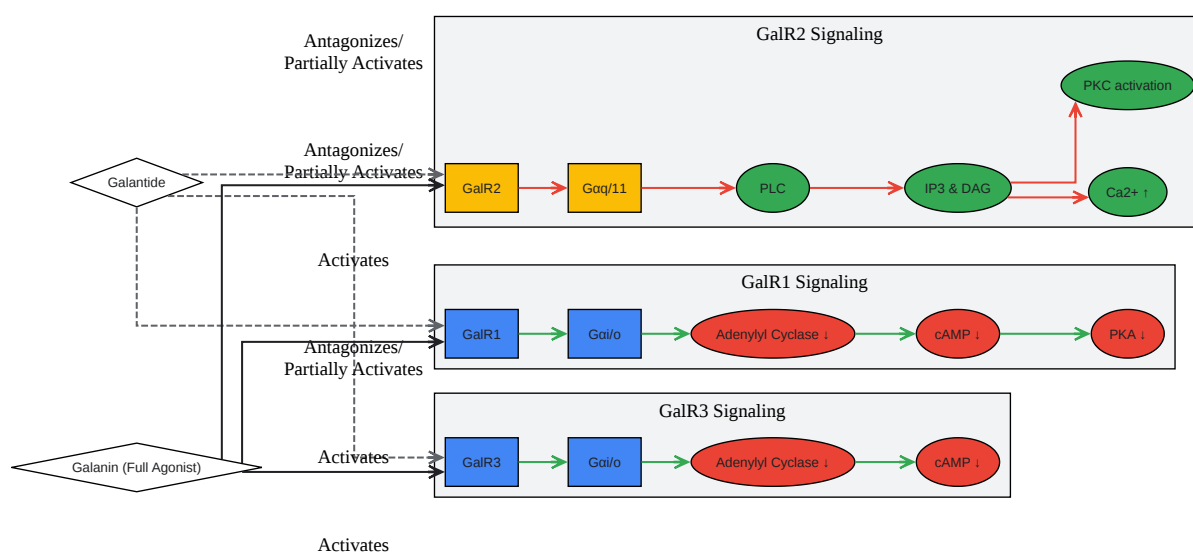 GalR2 Signaling
Antagonizes/
Partially Activates
PKC activation
Antagonizes/
Partially Activates
Galantide
GalR2
Gαq/11
PLC
IP3 & DAG
Ca2+ ↑
Activates
GalR1 Signaling
GalR1
Gαi/o
Adenylyl Cyclase ↓
cAMP ↓
PKA ↓
Antagonizes/
Partially Activates
GalR3 Signaling
Galanin (Full Agonist)
Activates
GalR3
Gαi/o
Adenylyl Cyclase ↓
cAMP ↓
Activates